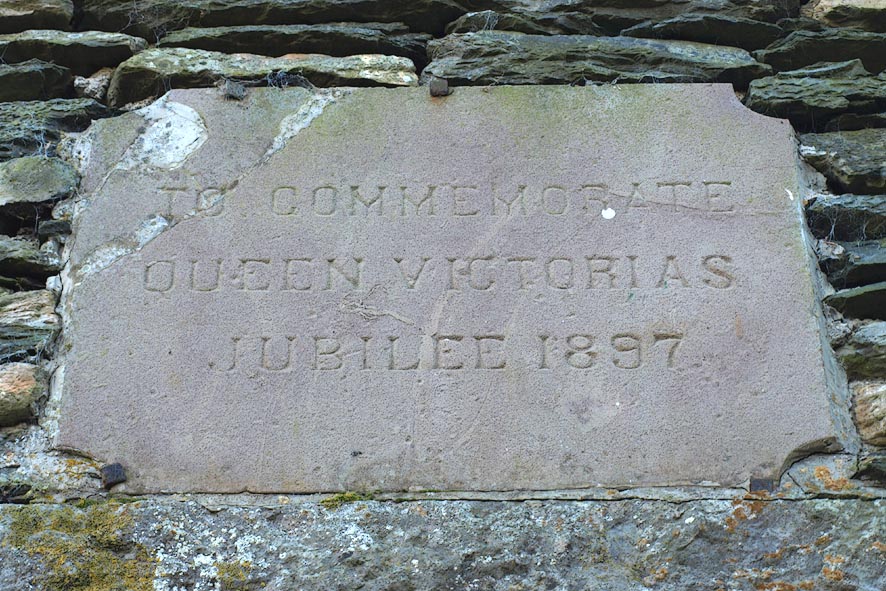 TO COMMEMORATE
QUEEN VICTORIAS
JUBILEE 1897.